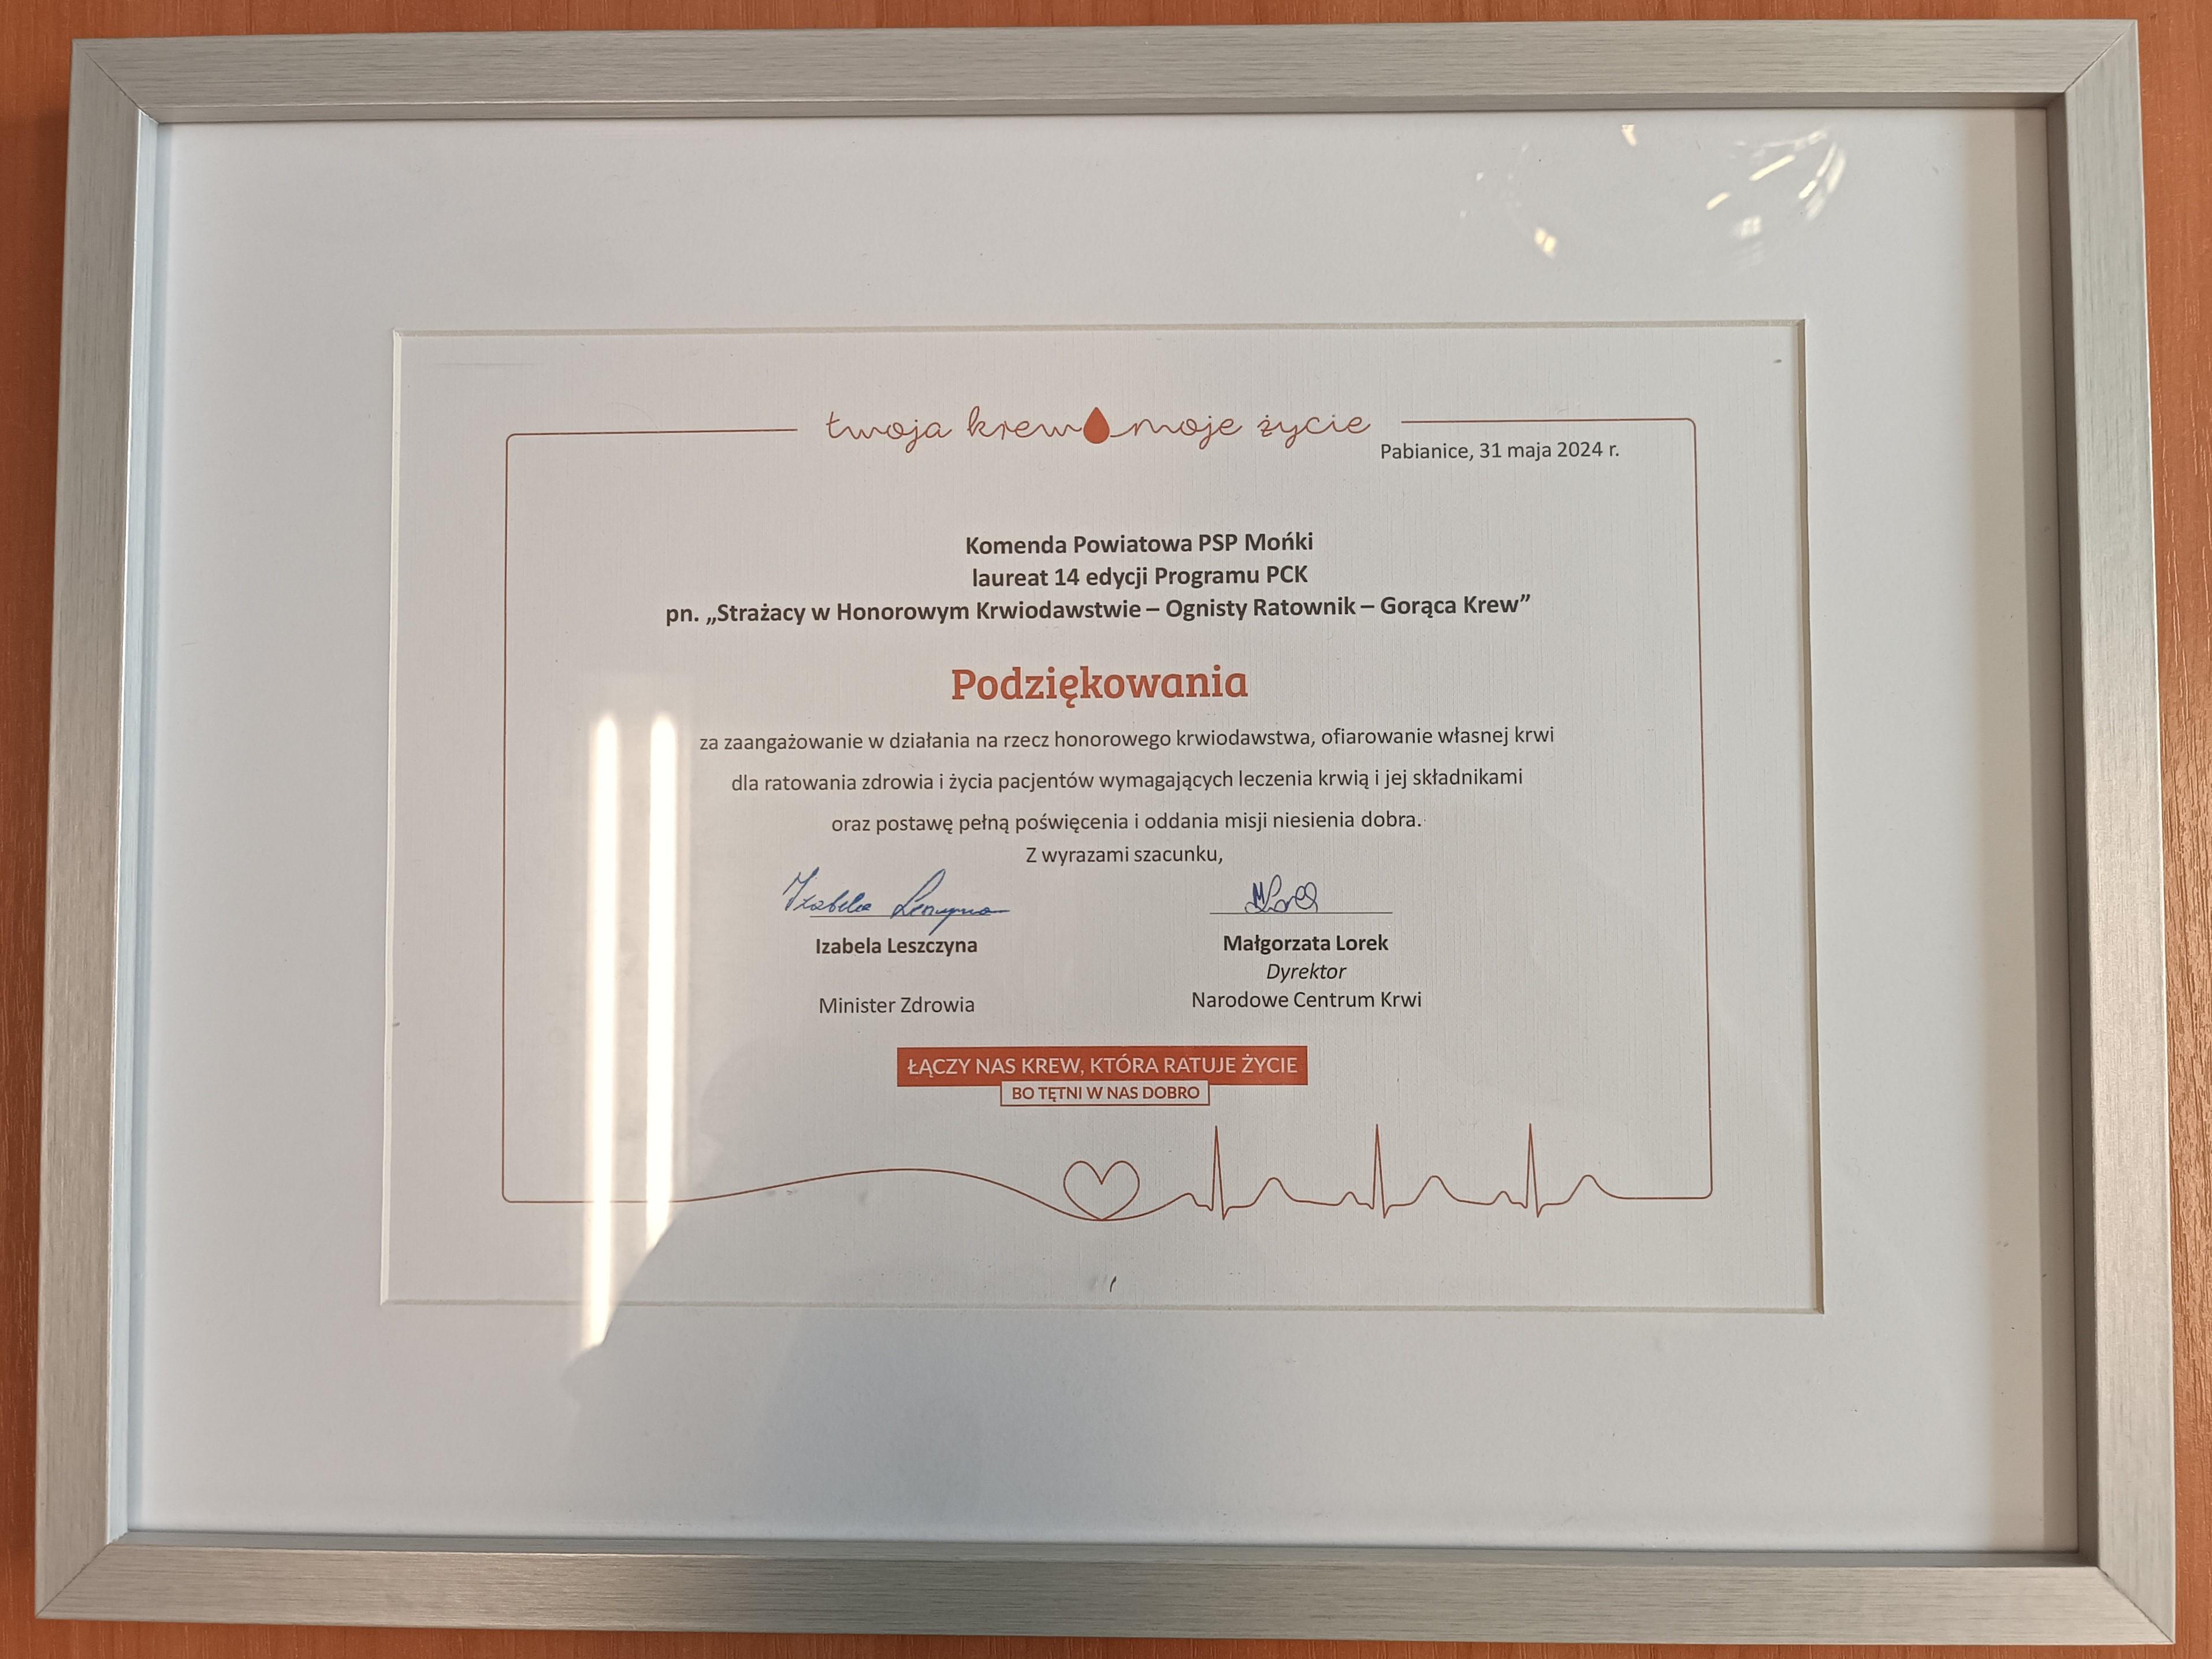 twoja krew moje życie
Pabianice, 31 maja 2024 r.
Komenda Powiatowa PSP Mońki
laureat 14 edycji Programu PCK
pn. „Strażacy w Honorowym Krwiodawstwie – Ognisty Ratownik – Gorąca Krew”
Podziękowania
za zaangażowanie w działania na rzecz honorowego krwiodawstwa, ofiarowanie własnej krwi
dla ratowania zdrowia i życia pacjentów wymagających leczenia krwią i jej składnikami
oraz postawę pełną poświęcenia i oddania misji niesienia dobra.
Z wyrazami szacunku,
Izabela Leszczyna
Izabela Leszczyna
Minister Zdrowia
MLorek
Małgorzata Lorek
Dyrektor
Narodowe Centrum Krwi
ŁĄCZY NAS KREW, KTÓRA RATUJE ŻYCIE
BO TĘTNI W NAS DOBRO